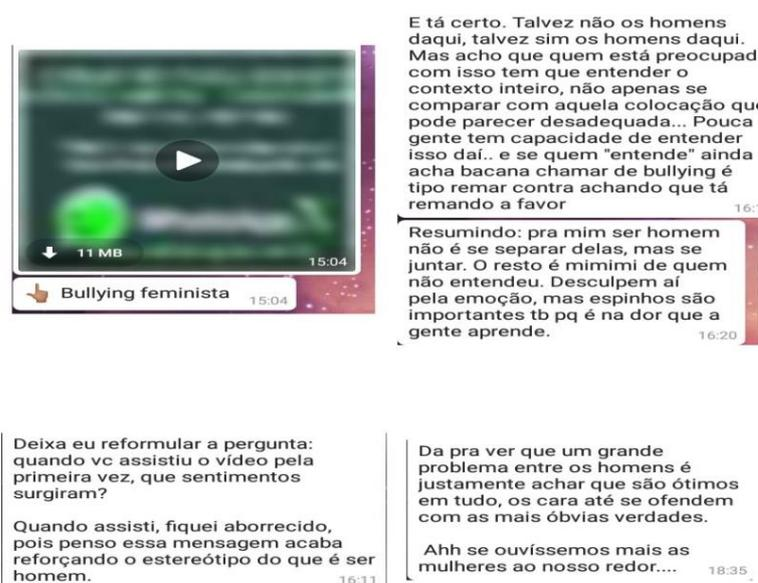 11 MB
15:04
Bullying feminista 15:04
E tá certo. Talvez não os homens
daqui, talvez sim os homens daqui.
Mas acho que quem está preocupad
com isso tem que entender o
contexto inteiro, não apenas se
comparar com aquela colocação que
pode parecer desadequada... Pouca
gente tem capacidade de entender
isso daí.. e se quem "entende" ainda
acha bacana chamar de bullying é
tipo remar contra achando que tá
remando a favor
Resumindo: pra mim ser homem
não é se separar delas, mas se
juntar. O resto é mimimi de quem
não entendeu. Desculpem aí
pela emoção, mas espinhos são
importantes tb pq é na dor que a
gente aprende. 16:20
Deixa eu reformular a pergunta:
quando vc assistiu o vídeo pela
primeira vez, que sentimentos
surgiram?
Quando assisti, fiquei aborrecido,
pois penso essa mensagem acaba
reforçando o estereótipo do que é ser
homem. 16:11
Da pra ver que um grande
problema entre os homens é
justamente achar que são ótimos
em tudo, os cara até se ofendem
com as mais óbvias verdades.
Ahh se ouvíssemos mais as
mulheres ao nosso redor.... 18:35